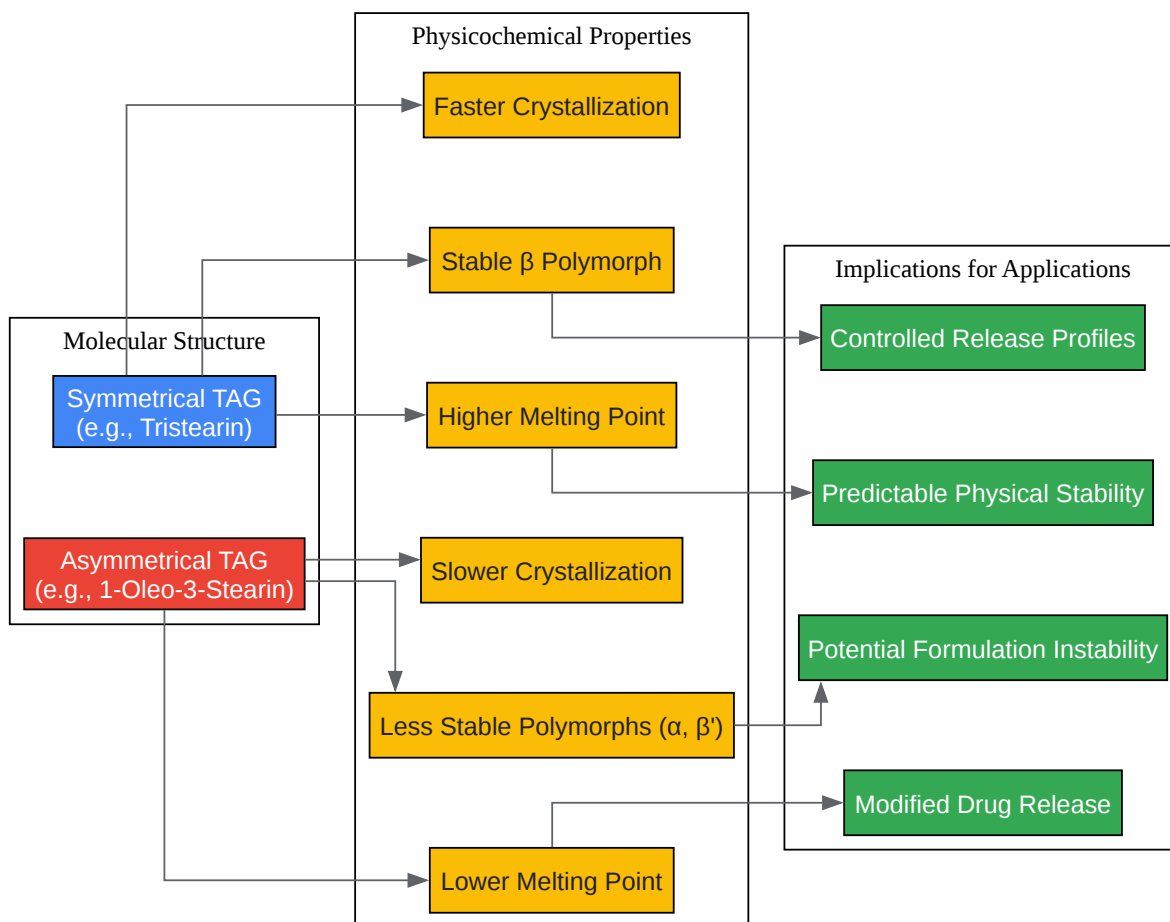 Molecular Structure
Symmetrical TAG
(e.g., Tristearin)
Asymmetrical TAG
(e.g., 1-Oleo-3-Stearin)
Physicochemical Properties
Faster Crystallization
Stable β Polymorph
Higher Melting Point
Slower Crystallization
Less Stable Polymorphs (α, β')
Lower Melting Point
Implications for Applications
Controlled Release Profiles
Predictable Physical Stability
Potential Formulation Instability
Modified Drug Release